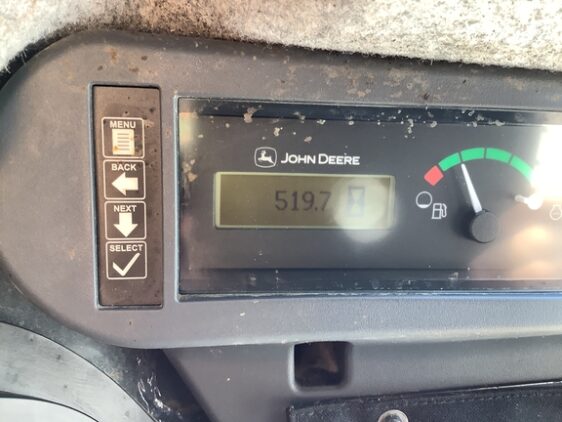 MENU
BACK
NEXT
SELECT
JOHN DEERE
519.7